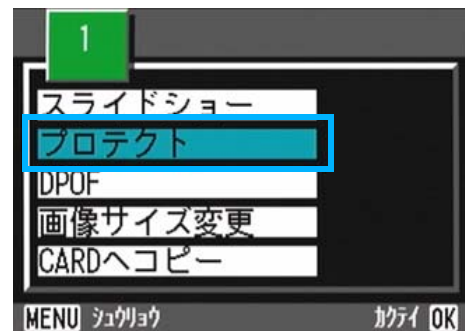 1
スライドショー
プロテクト
DPOF
画像サイズ変更
CARDへコピー
MENU シュウリョウ カクテイ OK